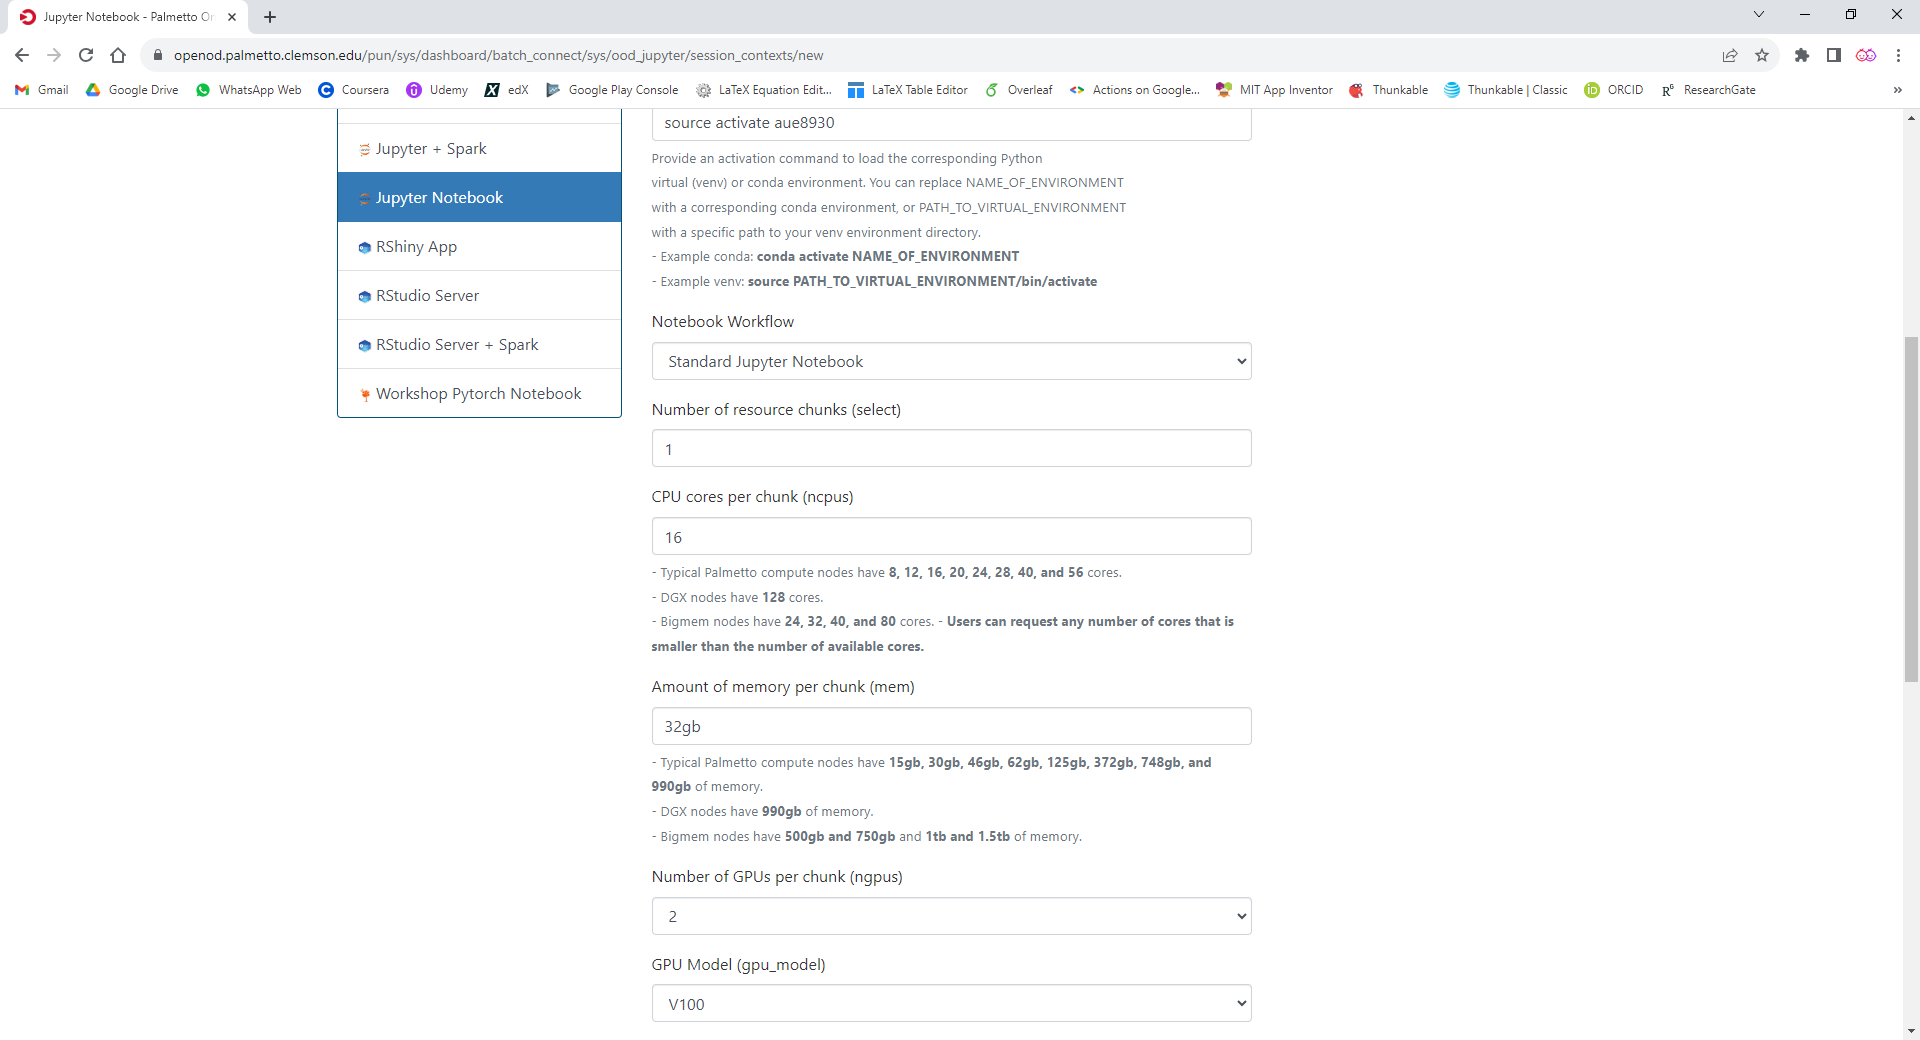 Jupyter Notebook - Palmetto Or
openod.palmetto.clemson.edu/pun/sys/dashboard/batch_connect/sys/ood_jupyter/session_contexts/new
Gmail
Google Drive
WhatsApp Web
Coursera
Udemy
edX
Google Play Console
LaTeX Equation Edit...
LaTeX Table Editor
Overleaf
Actions on Google...
MIT App Inventor
Thunkable
Thunkable | Classic
ORCID
ResearchGate
»
Jupyter + Spark
Jupyter Notebook
RShiny App
RStudio Server
RStudio Server + Spark
Workshop Pytorch Notebook
source activate aue8930
Provide an activation command to load the corresponding Python
virtual (venv) or conda environment. You can replace NAME_OF_ENVIRONMENT
with a corresponding conda environment, or PATH_TO_VIRTUAL_ENVIRONMENT
with a specific path to your venv environment directory.
- Example conda: conda activate NAME_OF_ENVIRONMENT
- Example venv: source PATH_TO_VIRTUAL_ENVIRONMENT/bin/activate
Notebook Workflow
Standard Jupyter Notebook
Number of resource chunks (select)
1
CPU cores per chunk (ncpus)
16
- Typical Palmetto compute nodes have 8, 12, 16, 20, 24, 28, 40, and 56 cores.
- DGX nodes have 128 cores.
- Bigmem nodes have 24, 32, 40, and 80 cores. - Users can request any number of cores that is
smaller than the number of available cores.
Amount of memory per chunk (mem)
32gb
- Typical Palmetto compute nodes have 15gb, 30gb, 46gb, 62gb, 125gb, 372gb, 748gb, and
990gb of memory.
- DGX nodes have 990gb of memory.
- Bigmem nodes have 500gb and 750gb and 1tb and 1.5tb of memory.
Number of GPUs per chunk (ngpus)
2
GPU Model (gpu_model)
V100